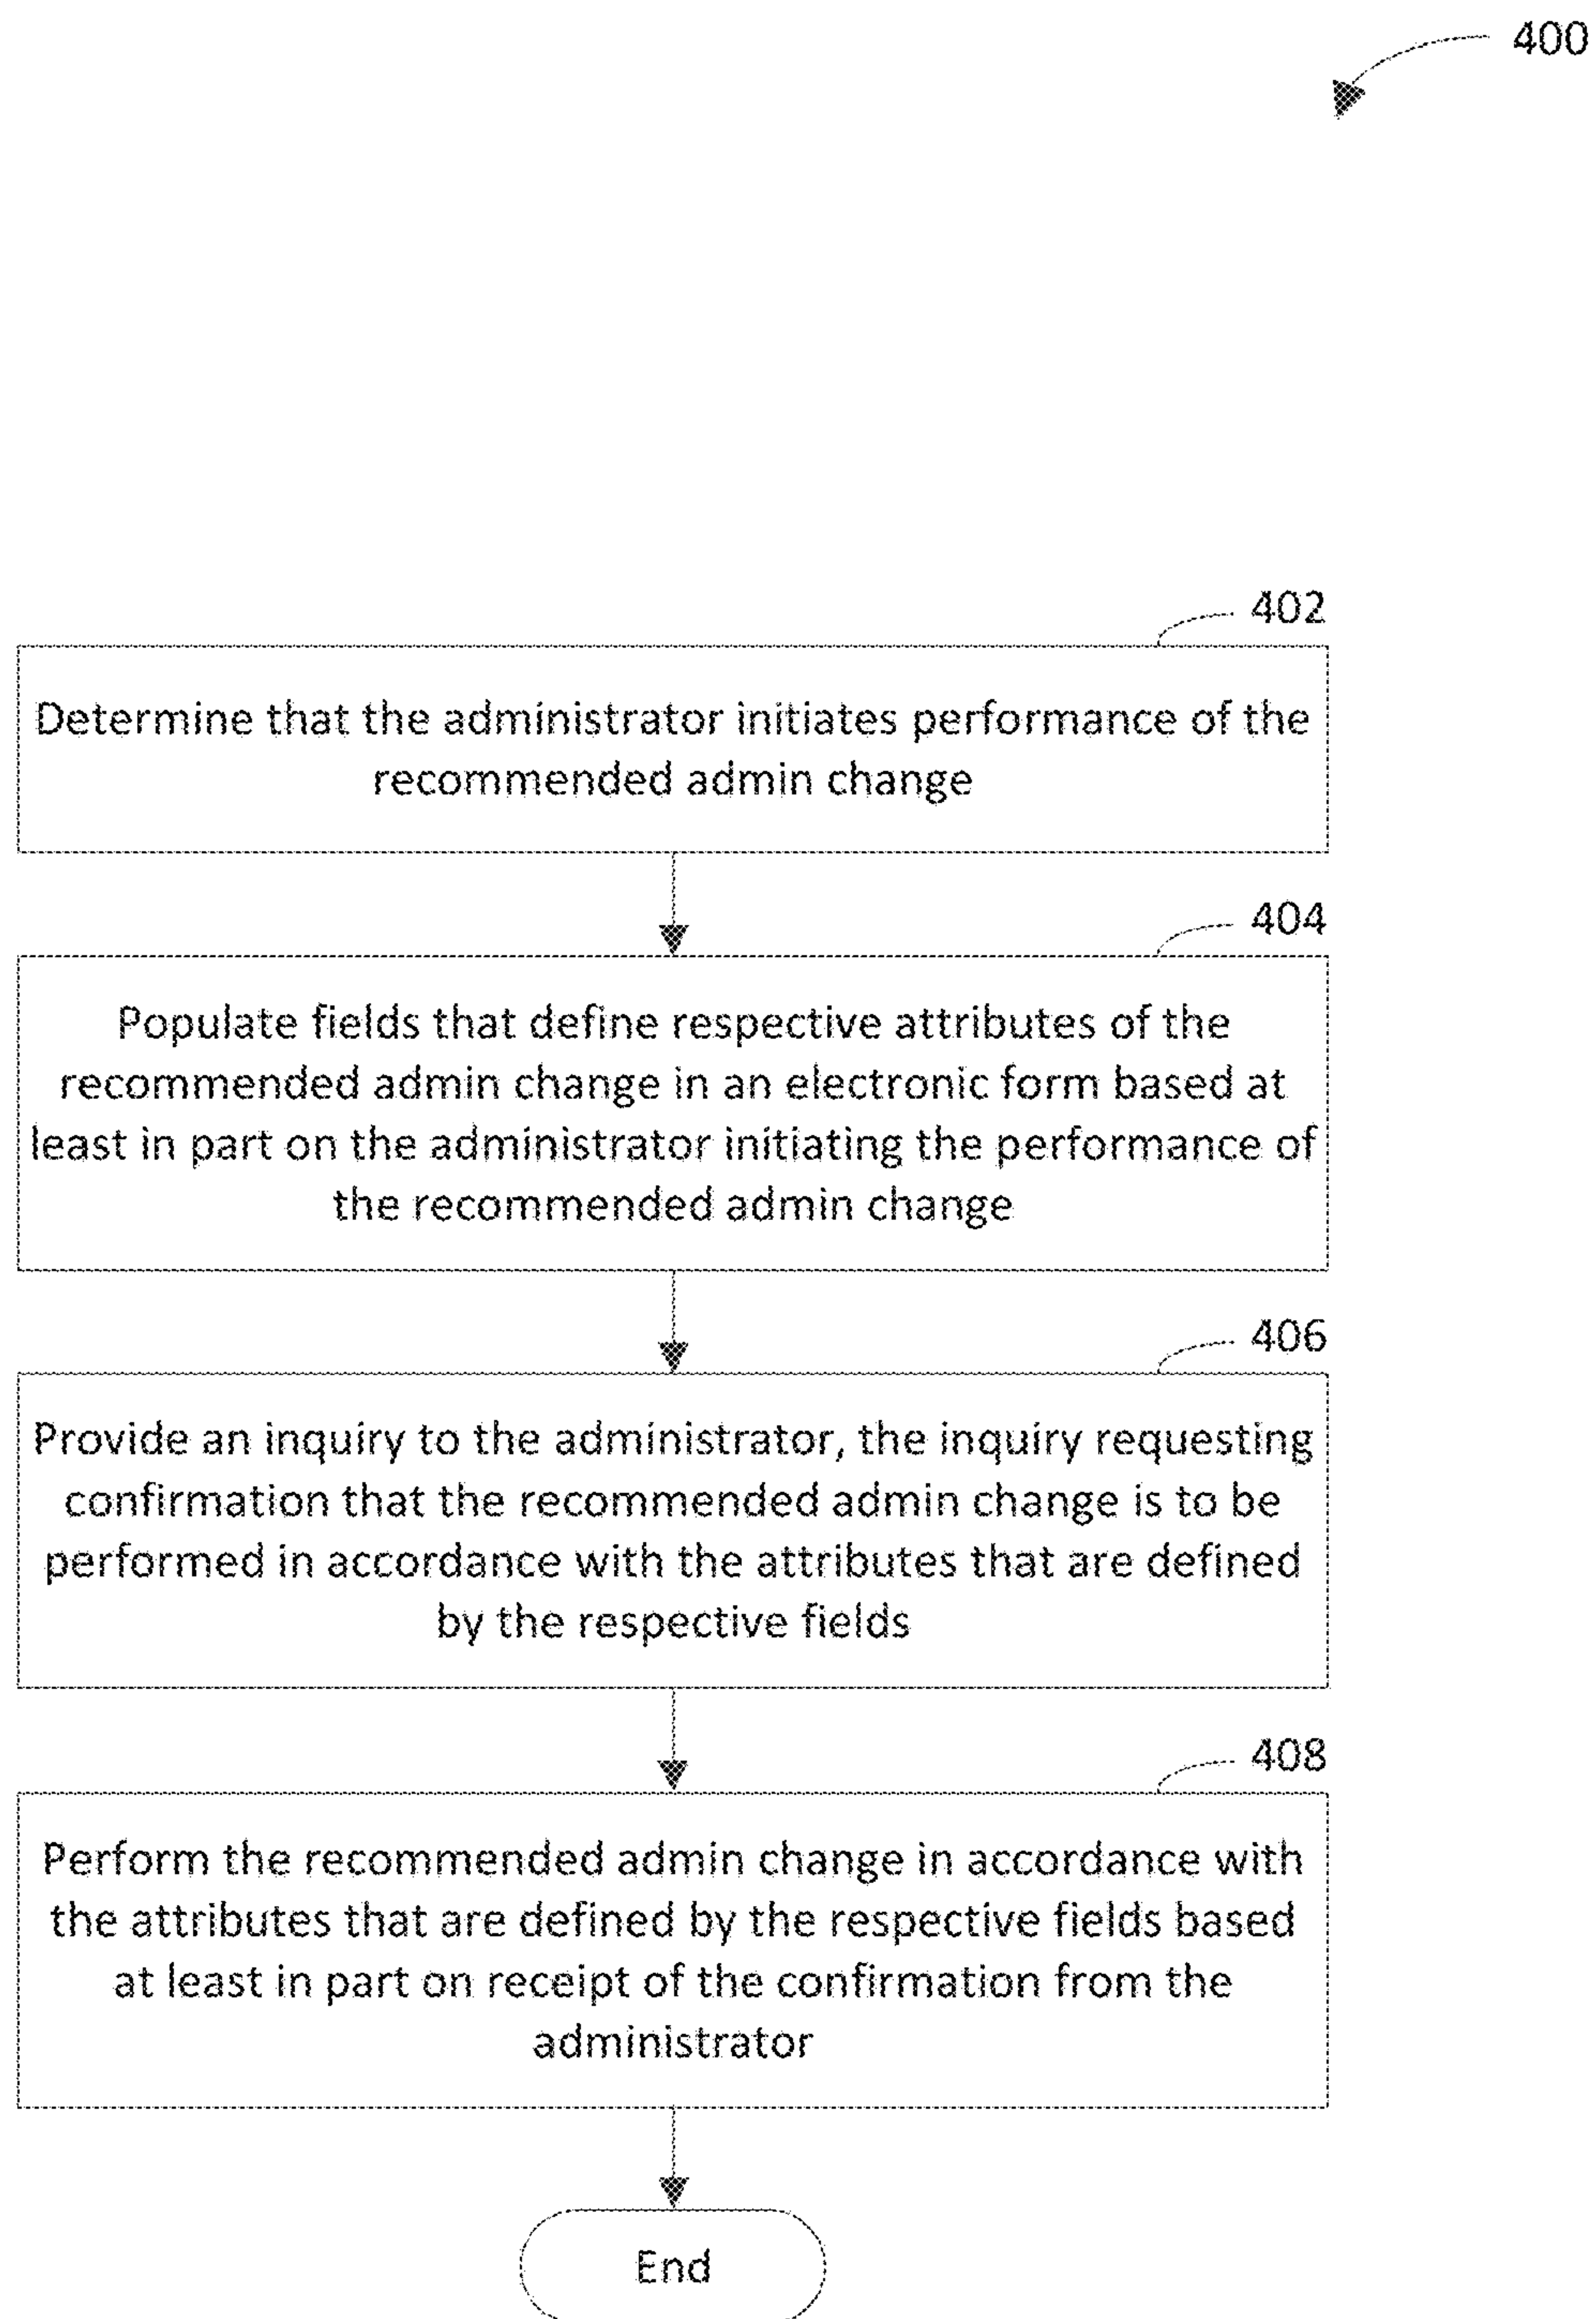 400
402
Determine that the administrator initiates performance of the
recommended admin change
404
Populate fields that define respective attributes of the
recommended admin change in an electronic form based at
least in part on the administrator initiating the performance of
the recommended admin change
406
Provide an inquiry to the administrator, the inquiry requesting
confirmation that the recommended admin change is to be
performed in accordance with the attributes that are defined
by the respective fields
408
Perform the recommended admin change in accordance with
the attributes that are defined by the respective fields based
at least in part on receipt of the confirmation from the
administrator
End